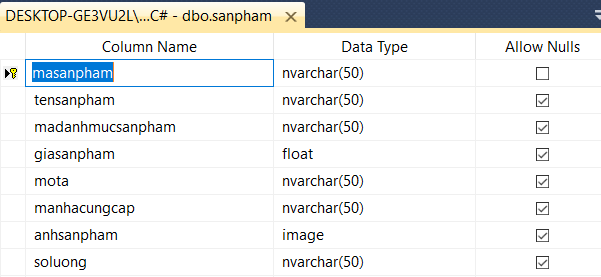 DESKTOP-GE3VU2L\...C# - dbo.sanpham
Column Name Data Type Allow Nulls
masanpham nvarchar(50)
tensanpham nvarchar(50)
madanhmucsanpham nvarchar(50)
giasanpham float
mota nvarchar(50)
manhacungcap nvarchar(50)
anhsanpham image
soluong nvarchar(50)